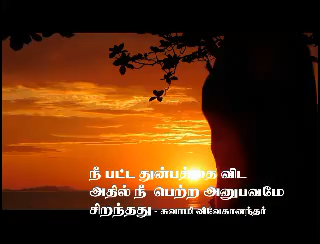 நீ பட்ட துன்பத்தை விட
அதில் நீ பெற்ற அனுபவமே
சிறந்தது - சுவாமி விவேகானந்தர்